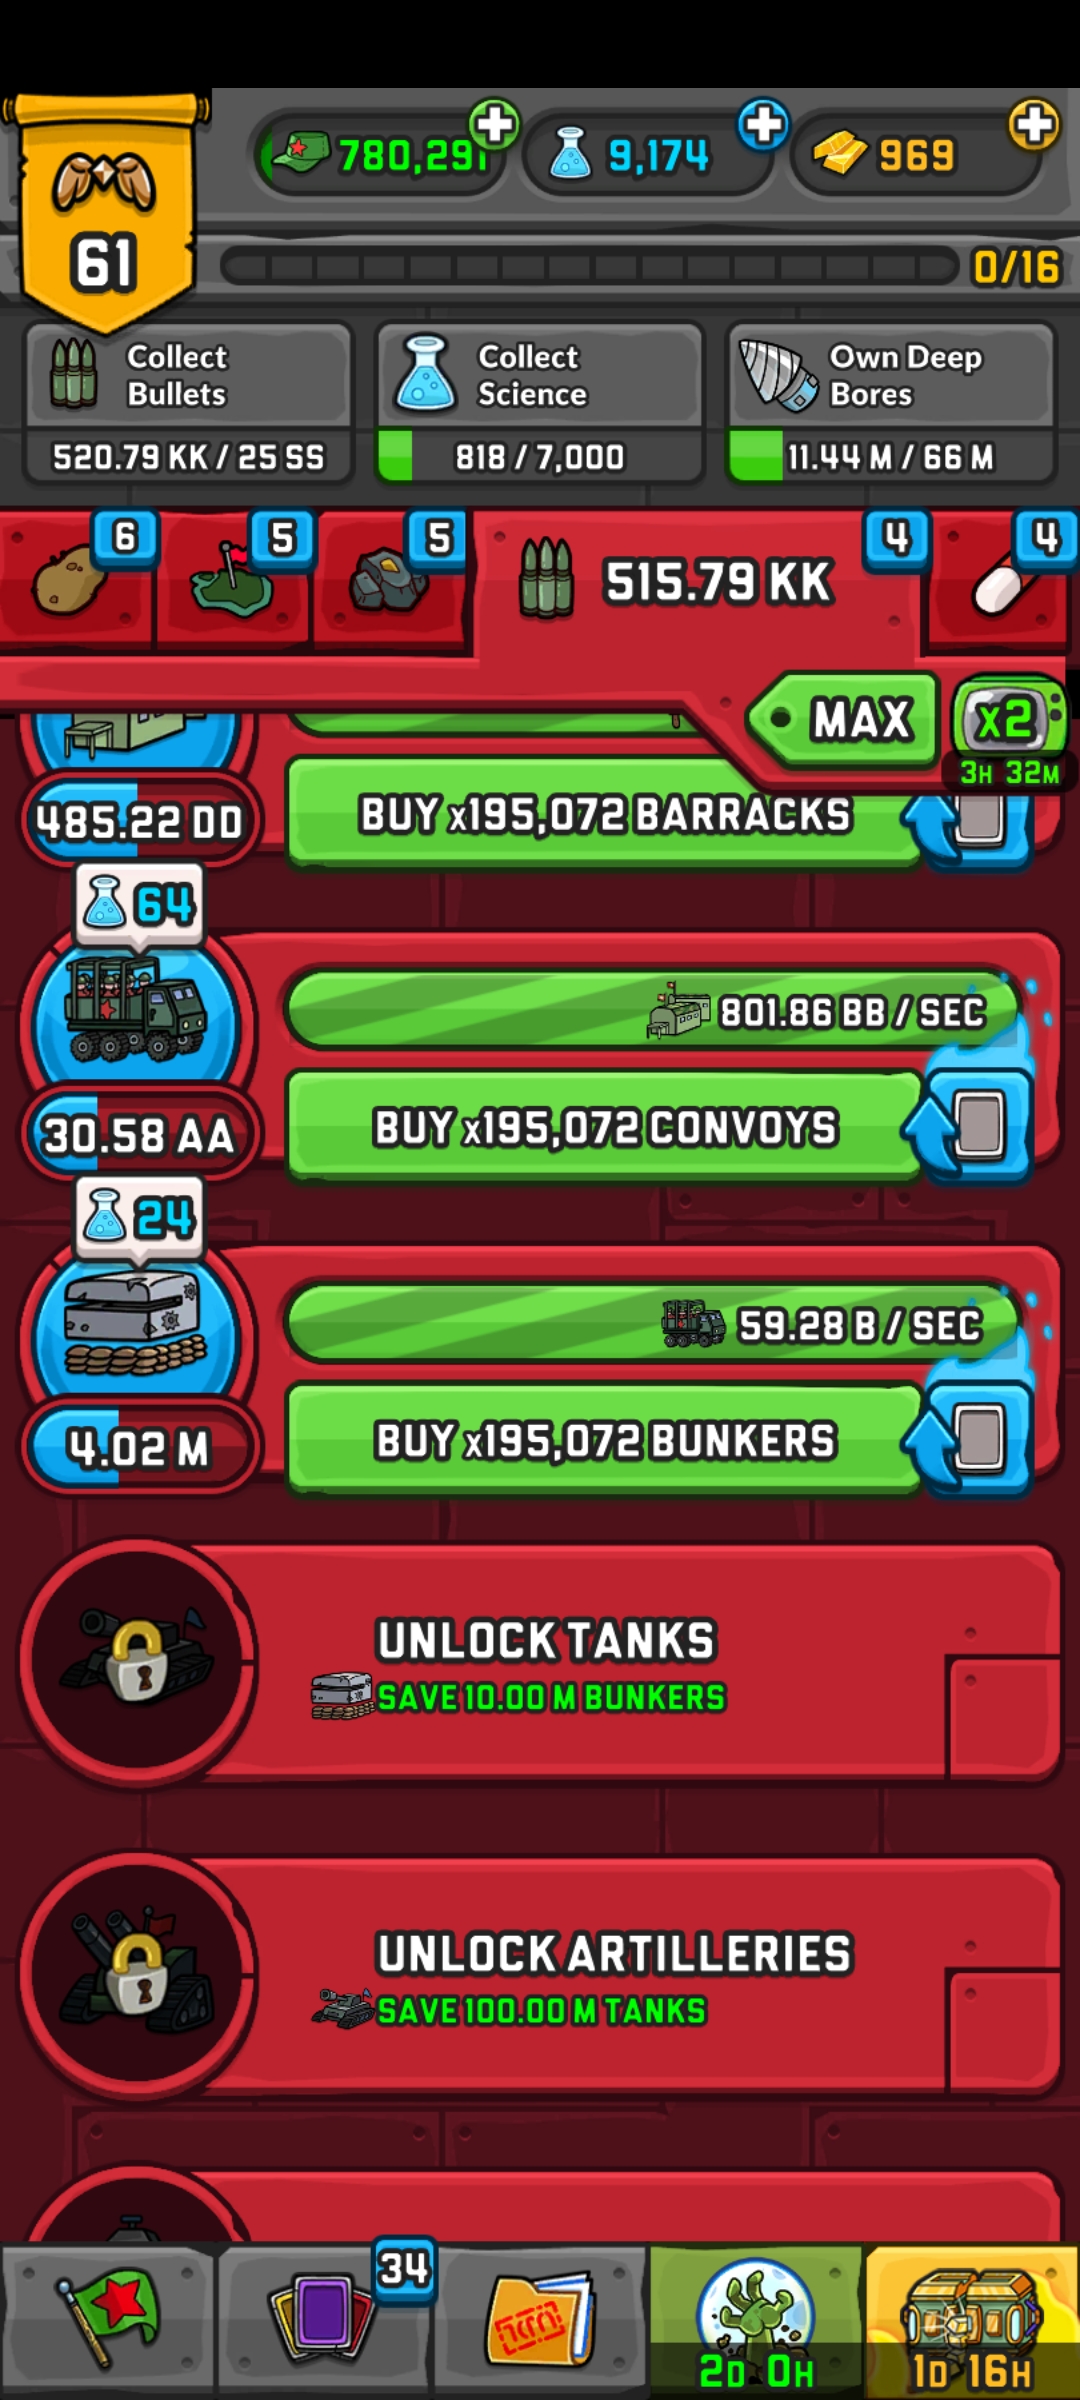 780,291
9,174
969
61
0/16
Collect
Bullets
520.79 KK / 25 SS
Collect
Science
818 / 7,000
Own Deep
Bores
11.44 M / 66 M
6
5
5
515.79 KK
4
4
MAX
x2
3H 32M
485.22 DD
BUY x195,072 BARRACKS
64
801.86 BB / SEC
30.58 AA
BUY x195,072 CONVOYS
24
59.28 B / SEC
4.02 M
BUY x195,072 BUNKERS
UNLOCK TANKS
SAVE 10.00 M BUNKERS
UNLOCK ARTILLERIES
SAVE 100.00 M TANKS
34
2D 0H
1D 16H